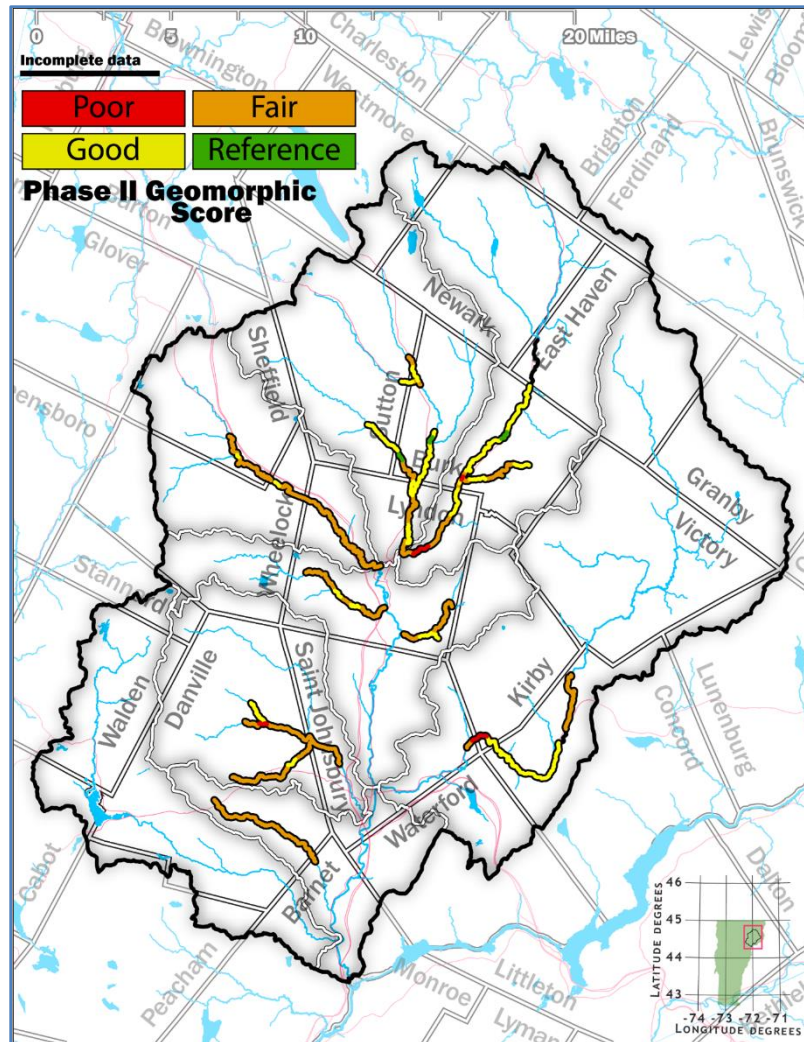 0 5 10 20 Miles
Incomplete data
Poor Fair
Good Reference
Phase II Geomorphic
Score
Brownington
Charleston
Lewis
Westmore
Brighton
Ferdinand
Brunswick
Glover
Newark
East Haven
Sheffield
Sutton
Burke
Granby
Lyndon
Victory
Wheelock
Stannard
Kirby
Walden
Danville
Saint Johnsbury
Concord
Lunenburg
Waterford
Cabot
Barnet
Dalton
Peacham
Monroe
Littleton
Lyman
LATITUDE DEGREES
46
45
44
43
-74 -73 -72 -71
LONGITUDE DEGREES